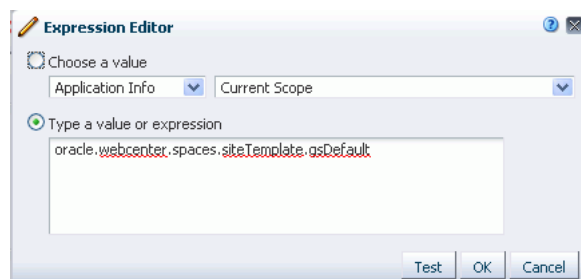 Expression Editor
Choose a value
Application Info Current Scope
Type a value or expression
oracle.webcenter.spaces.siteTemplate.gsDefault
Test OK Cancel